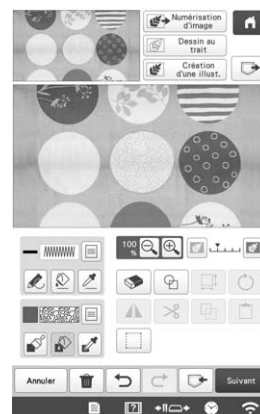 Numérisation
d'image
Dessin au
trait
Création
d'une illust.
100
%
Annuler
Suivant